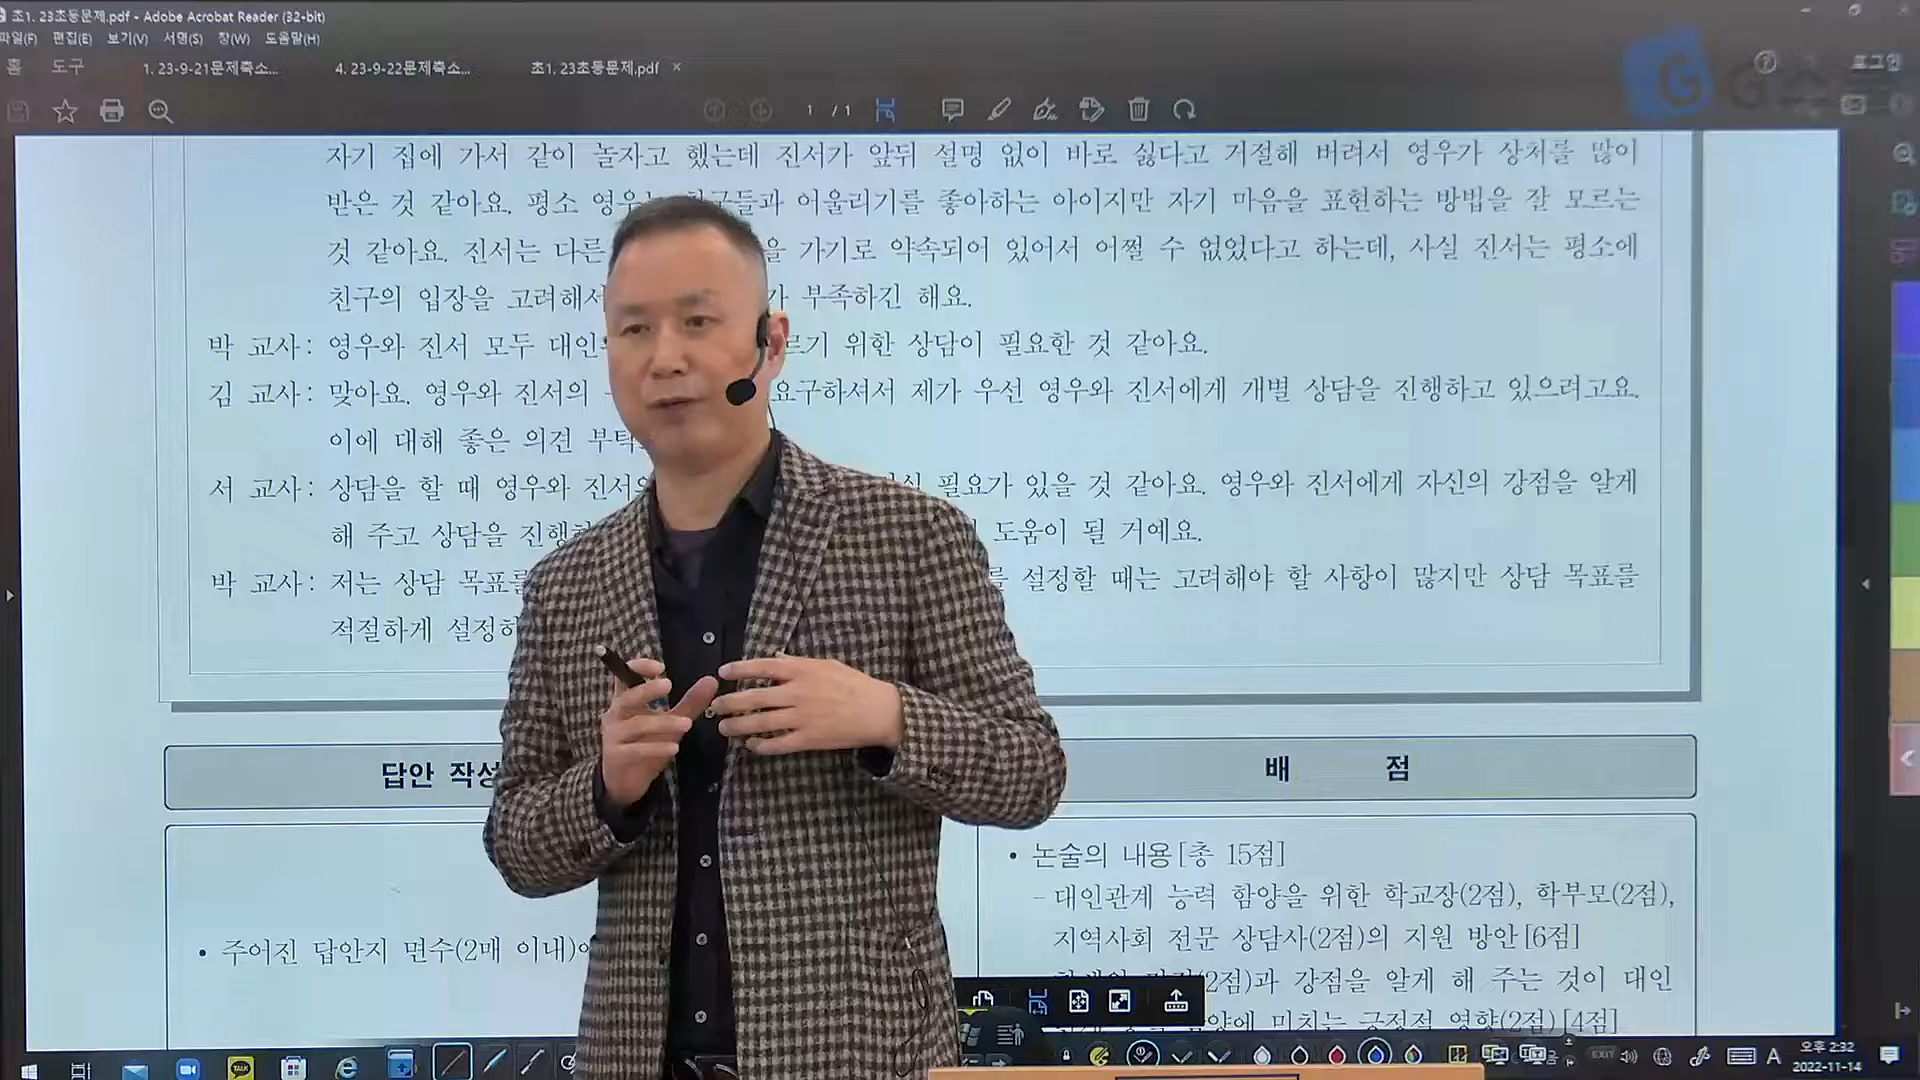 초1. 23초등문제.pdf - Adobe Acrobat Reader (32-bit)
파일(F) 편집(E) 보기(V) 서명(S) 창(W) 도움말(H)
홈 도구 1. 23-9-21문제축소... 4. 23-9-22문제축소... 초1. 23초등문제.pdf × 로그인
1 / 1
자기 집에 가서 같이 놀자고 했는데 진서가 앞뒤 설명 없이 바로 싫다고 거절해 버려서 영우가 상처를 많이
받은 것 같아요. 평소 영우는 친구들과 어울리기를 좋아하는 아이지만 자기 마음을 표현하는 방법을 잘 모르는
것 같아요. 진서는 다른 을 가기로 약속되어 있어서 어쩔 수 없었다고 하는데, 사실 진서는 평소에
친구의 입장을 고려해서 가 부족하긴 해요.
박 교사: 영우와 진서 모두 대인 르기 위한 상담이 필요한 것 같아요.
김 교사: 맞아요. 영우와 진서의 요구하셔서 제가 우선 영우와 진서에게 개별 상담을 진행하고 있으려고요.
이에 대해 좋은 의견 부탁
서 교사: 상담을 할 때 영우와 진서의 필요가 있을 것 같아요. 영우와 진서에게 자신의 강점을 알게
해 주고 상담을 진행하 도움이 될 거예요.
박 교사: 저는 상담 목표를 를 설정할 때는 고려해야 할 사항이 많지만 상담 목표를
적절하게 설정하
답안 작성 배 점
• 주어진 답안지 면수(2매 이내)에
• 논술의 내용[총 15점]
- 대인관계 능력 함양을 위한 학교장(2점), 학부모(2점),
지역사회 전문 상담사(2점)의 지원 방안[6점]
(2점)과 강점을 알게 해 주는 것이 대인
양에 미치는 긍정적 영향(2점)[4점]
TALK
EXIT A 오후 2:32
2022-11-14